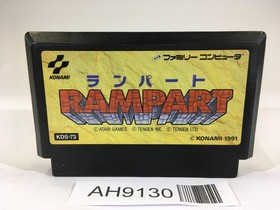 KONAMI
ファミリーコンピュータ
ランパート
RAMPART
© ATARI GAMES © TENGEN INC © TENGEN LTD
KDS-73
© KONAMI 1991
AH9130